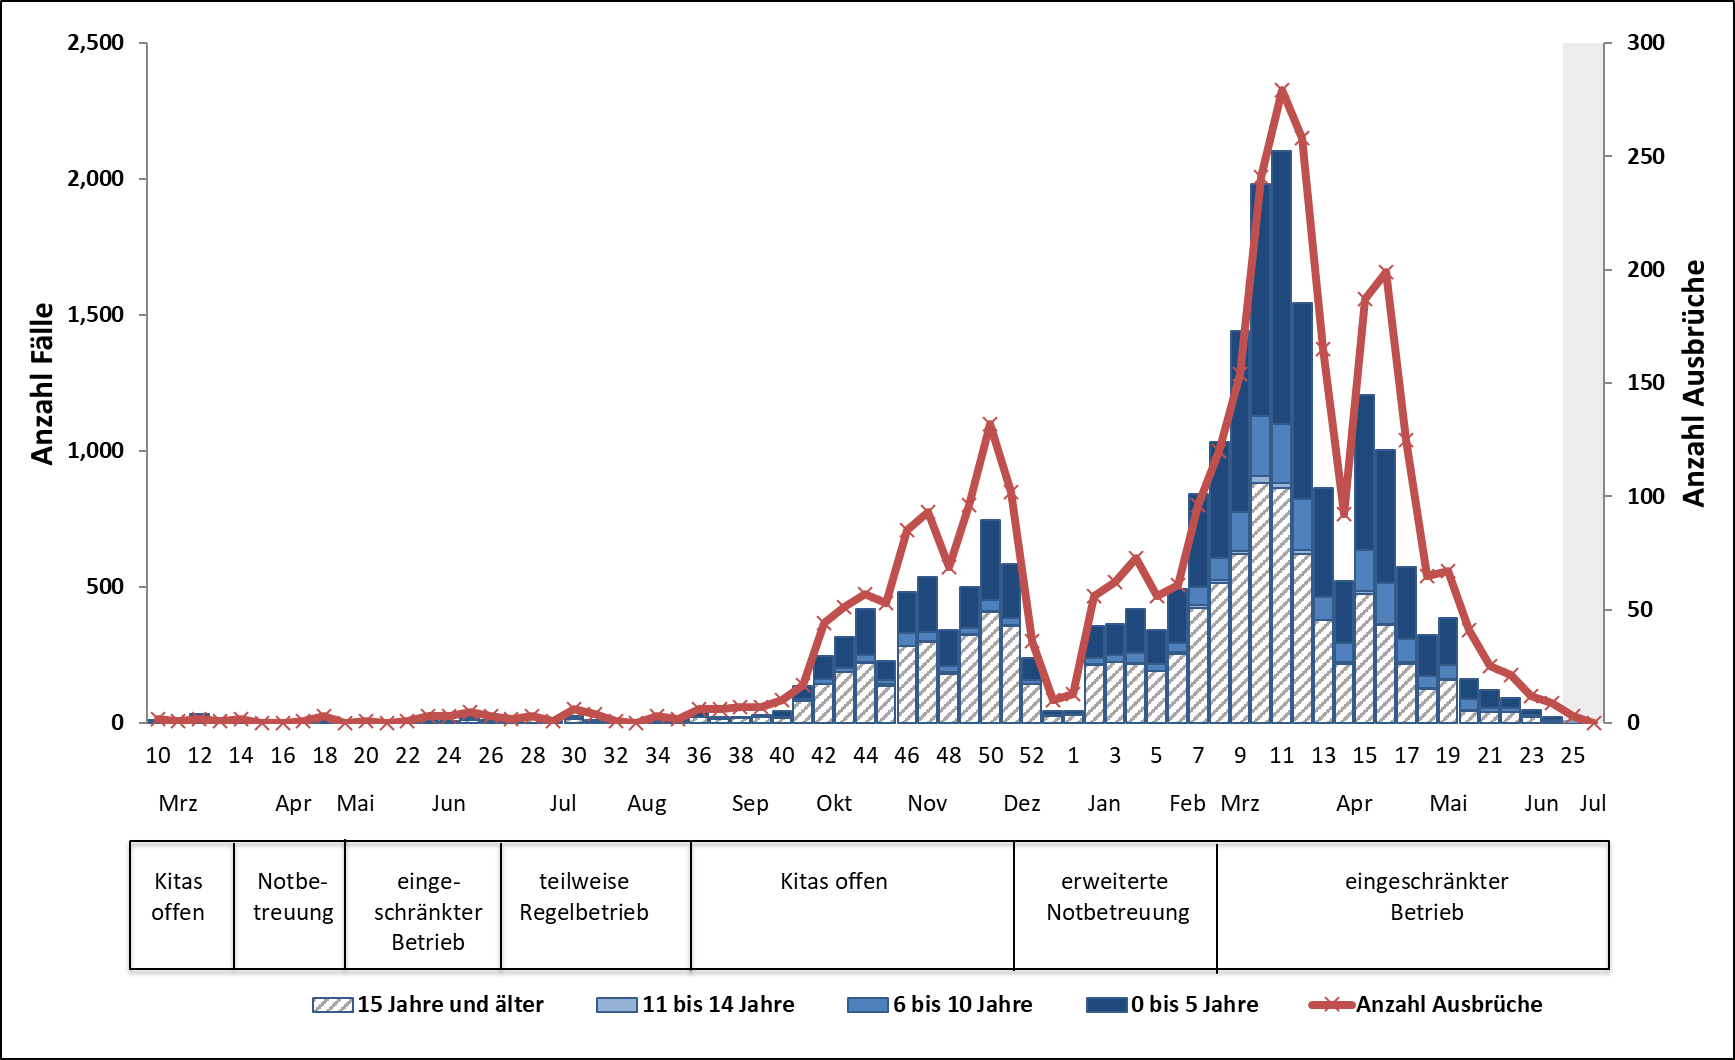 2,500
2,000
1,500
1,000
500
0
Anzahl Fälle
300
250
200
150
100
50
0
Anzahl Ausbrüche
10 12 14 16 18 20 22 24 26 28 30 32 34 36 38 40 42 44 46 48 50 52 1 3 5 7 9 11 13 15 17 19 21 23 25
Mrz Apr Mai Jun Jul Aug Sep Okt Nov Dez Jan Feb Mrz Apr Mai Jun Jul
Kitas
offen
Notbe-
treuung
einge-
schränkter
Betrieb
teilweise
Regelbetrieb
Kitas offen
erweiterte
Notbetreuung
eingeschränkter
Betrieb
15 Jahre und älter 11 bis 14 Jahre 6 bis 10 Jahre 0 bis 5 Jahre Anzahl Ausbrüche